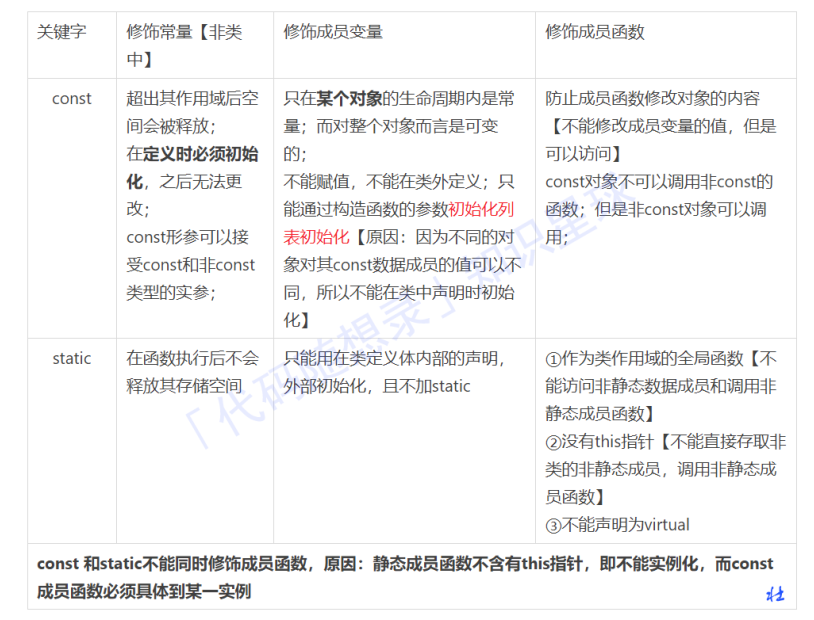 关键字
修饰常量【非类
中】
修饰成员变量
修饰成员函数
const
超出其作用域后空
间会被释放；
在定义时必须初始
化，之后无法更
改；
const形参可以接
受const和非const
类型的实参；
只在某个对象的生命周期内是常
量；而对整个对象而言是可变
的；
不能赋值，不能在类外定义；只
能通过构造函数的参数初始化列
表初始化【原因：因为不同的对
象对其const数据成员的值可以不
同，所以不能在类中声明时初始
化】
防止成员函数修改对象的内容
【不能修改成员变量的值，但是
可以访问】
const对象不可以调用非const的
函数；但是非const对象可以调
用；
static
在函数执行后不会
释放其存储空间
只能用在类定义体内部的声明，
外部初始化，且不加static
①作为类作用域的全局函数【不
能访问非静态数据成员和调用非
静态成员函数】
②没有this指针【不能直接存取非
类的非静态成员，调用非静态成
员函数】
③不能声明为virtual
const 和static不能同时修饰成员函数，原因：静态成员函数不含有this指针，即不能实例化，而const
成员函数必须具体到某一实例
「代码随想录」知识星球